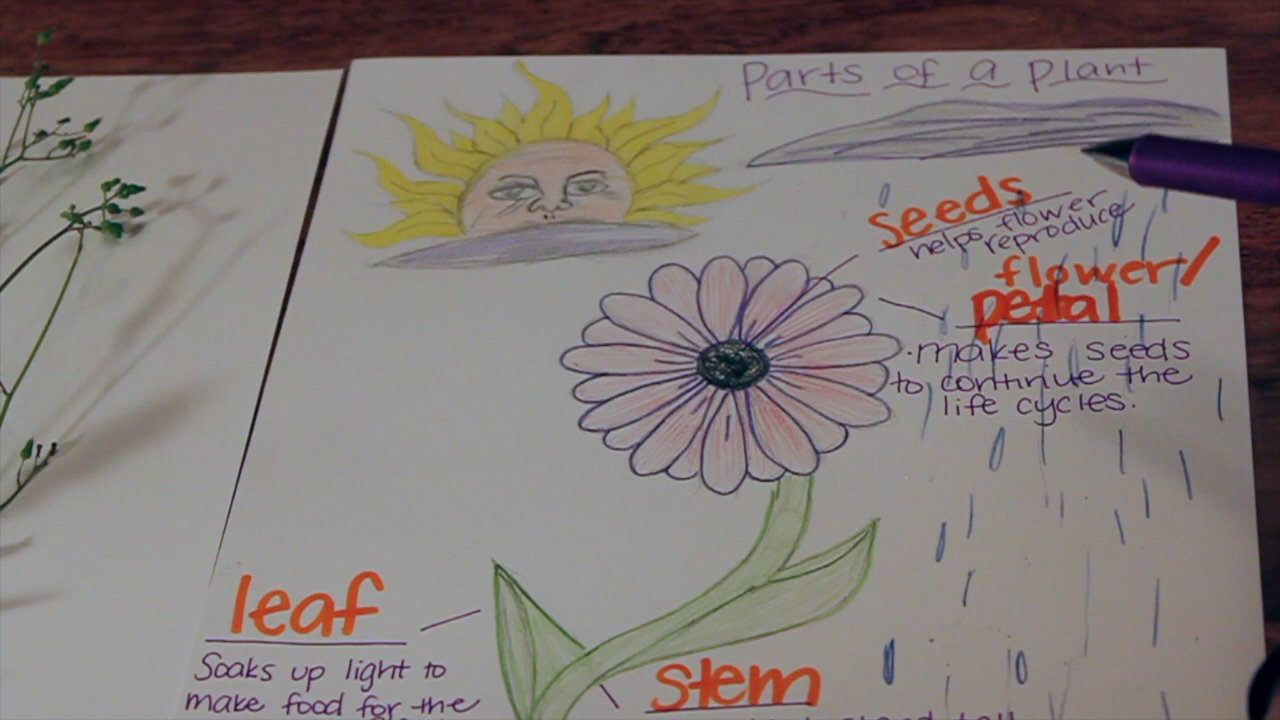 Parts of a Plant
seeds
helps flower
reproduce
flower/
petal
·makes seeds
to continue the
life cycles.
leaf
Soaks up light to
make food for the
stem